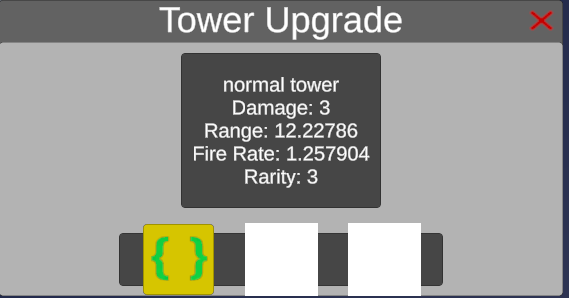 Tower Upgrade
normal tower
Damage: 3
Range: 12.22786
Fire Rate: 1.257904
Rarity: 3
{ }